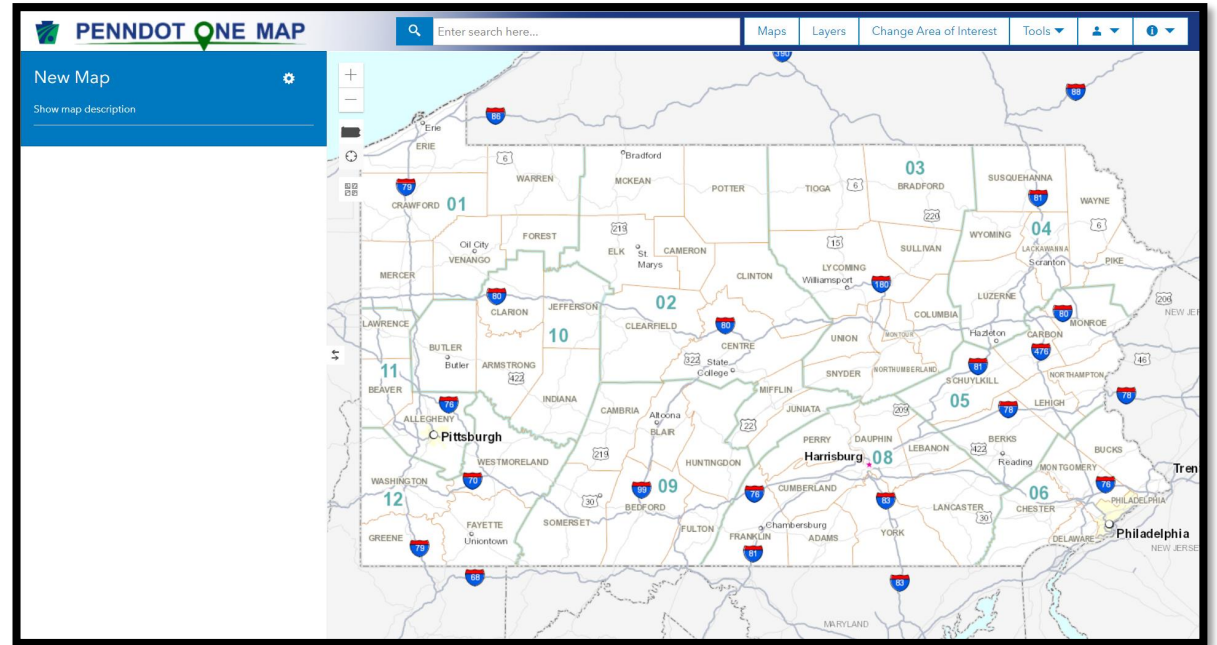 PENNDOT ONE MAP
Enter search here...
Maps
Layers
Change Area of Interest
Tools
New Map
Show map description
390
88
86
Erie
ERIE
6
Bradford
03
WARREN
MCKEAN
POTTER
TIOGA
6
BRADFORD
SUSQUEHANNA
79
81
WAYNE
CRAWFORD
01
220
6
219
04
FOREST
WYOMING
Oil City
ELK
St. Marys
CAMERON
15
SULLIVAN
LACKAWANNA
VENANGO
Scranton
PIKE
MERCER
CLINTON
LYCOMING
Williamsport
180
80
LUZERNE
206
JEFFERSON
02
CLARION
COLUMBIA
80
NEW JER
LAWRENCE
CLEARFIELD
80
MONROE
10
CENTRE
UNION
MONTOUR
Hazleton
CARBON
BUTLER
476
Butler
ARMSTRONG
322
State College
46
11
422
SNYDER
NORTHUMBERLAND
81
NORTHAMPTON
BEAVER
MIFFLIN
SCHUYLKILL
78
INDIANA
05
LEHIGH
76
CAMBRIA
Altoona
JUNIATA
209
78
ALLEGHENY
BLAIR
22
Pittsburgh
PERRY
DAUPHIN
BERKS
219
Harrisburg
08
LEBANON
422
BUCKS
WESTMORELAND
HUNTINGDON
Reading
MONTGOMERY
Tren
WASHINGTON
70
76
12
99
09
76
CUMBERLAND
06
30
BEDFORD
83
LANCASTER
CHESTER
PHILADELPHIA
SOMERSET
30
FAYETTE
Chambersburg
FULTON
Uniontown
FRANKLIN
ADAMS
YORK
DELAWARE
Philadelphia
GREENE
79
81
NEW JERSE
68
83
MARYLAND